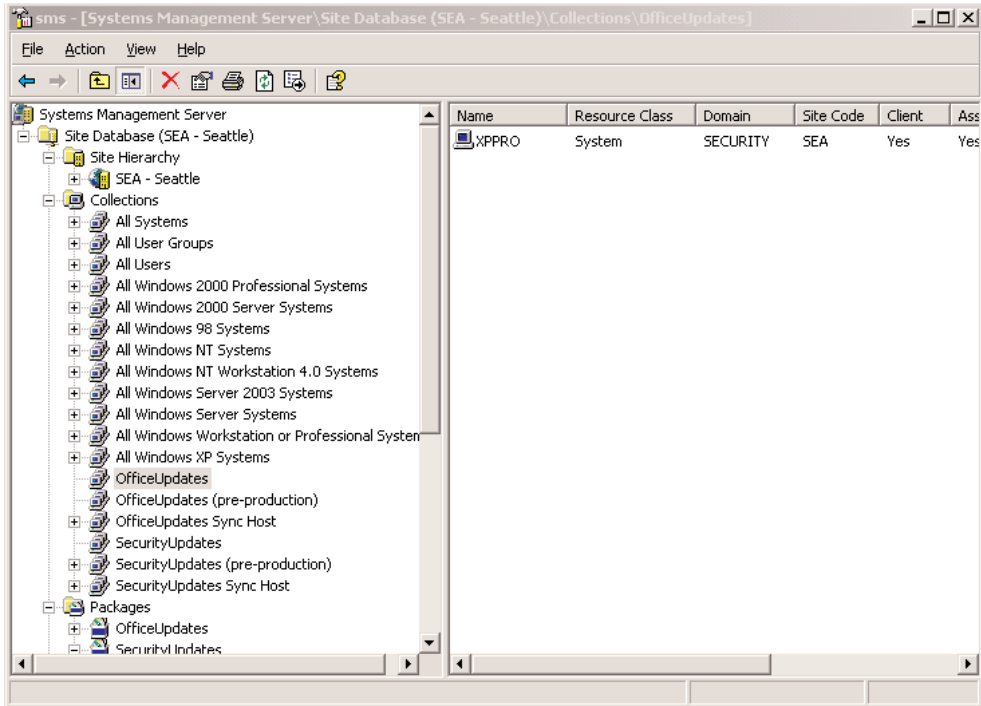 sms - [Systems Management Server\Site Database (SEA - Seattle)\Collections\OfficeUpdates]
File Action View Help
Systems Management Server
Site Database (SEA - Seattle)
Site Hierarchy
SEA - Seattle
Collections
All Systems
All User Groups
All Users
All Windows 2000 Professional Systems
All Windows 2000 Server Systems
All Windows 98 Systems
All Windows NT Systems
All Windows NT Workstation 4.0 Systems
All Windows Server 2003 Systems
All Windows Server Systems
All Windows Workstation or Professional System
All Windows XP Systems
OfficeUpdates
OfficeUpdates (pre-production)
OfficeUpdates Sync Host
SecurityUpdates
SecurityUpdates (pre-production)
SecurityUpdates Sync Host
Packages
OfficeUpdates
SecurityUpdates
Name Resource Class Domain Site Code Client Ass
XPPRO System SECURITY SEA Yes Yes